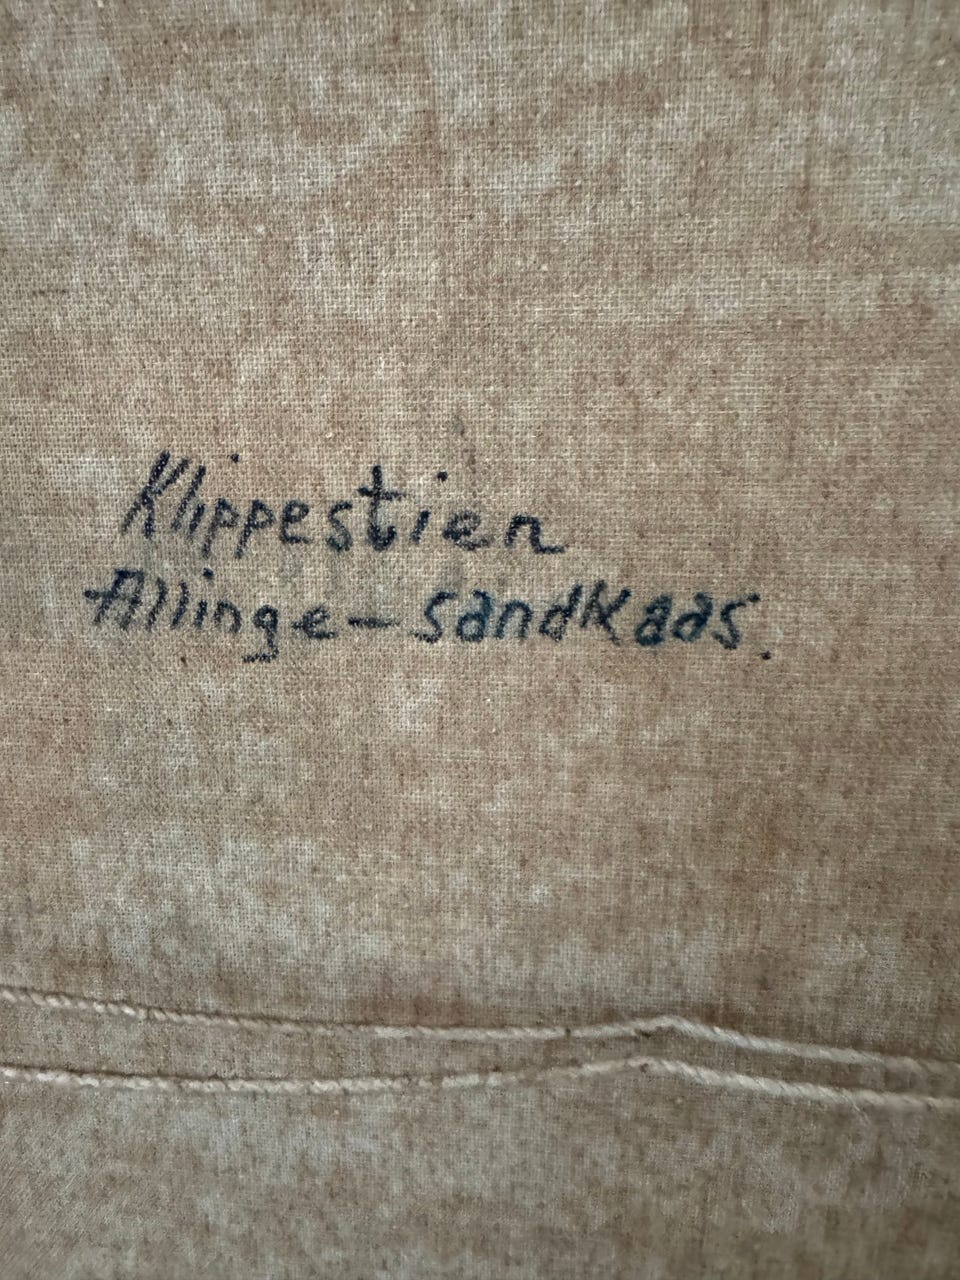 Klippestien
Allinge - Sandkaas.